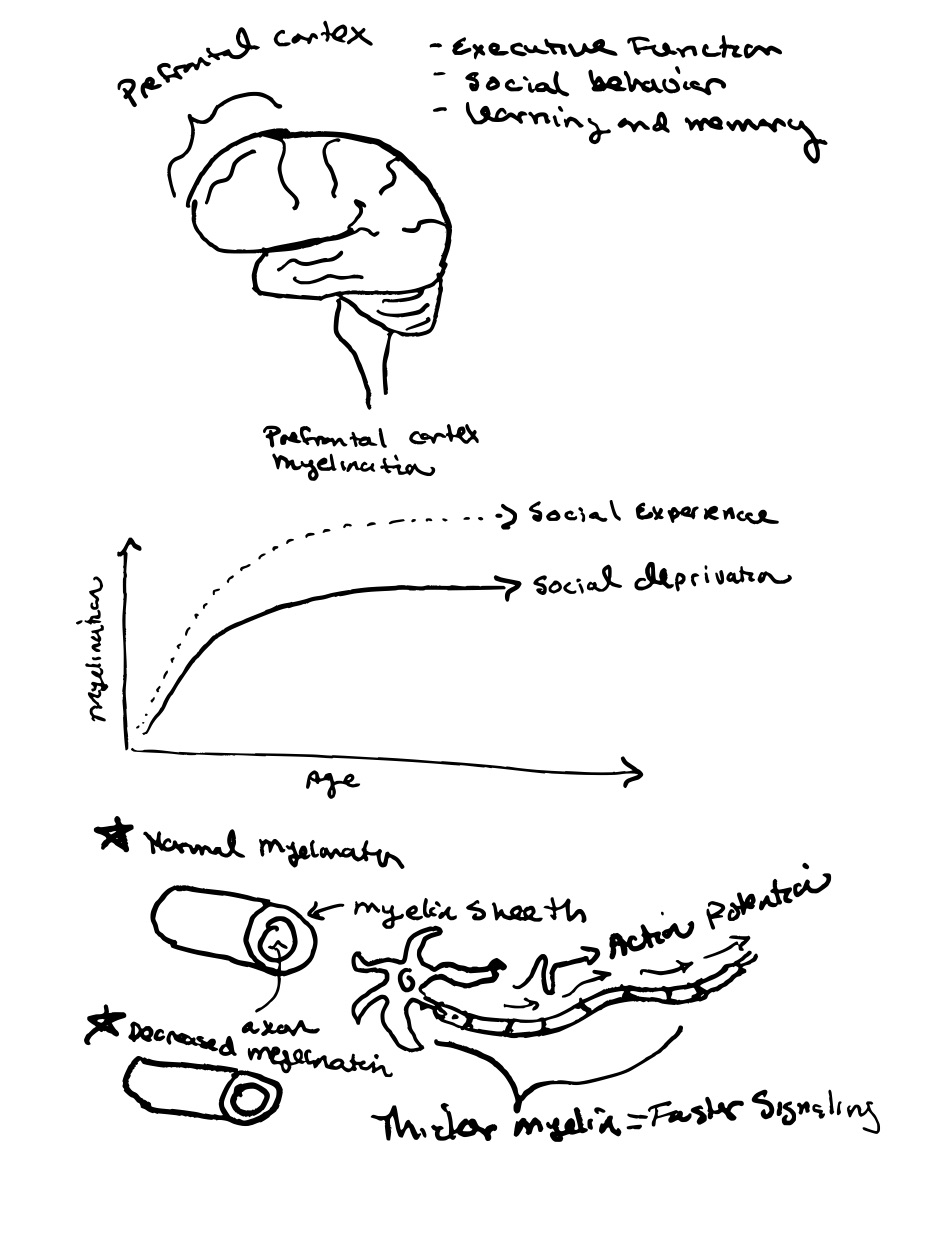 Prefrontal cortex
- Executive Function
- Social behavior
- Learning and memory
Prefrontal cortex
myelination
Social Experience
Social deprivation
Myelination
Age
Normal myelination
myelin sheeth
Action Potential
axon
Decreased myelination
Thicker myelin = Faster Signaling